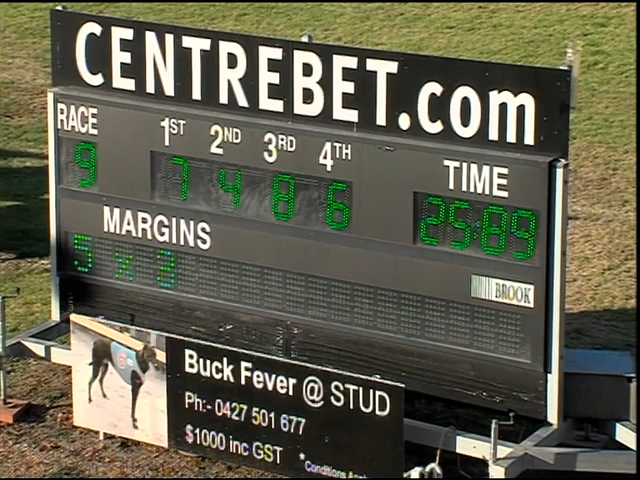 CENTREBET.com
RACE 1ST 2ND 3RD 4TH TIME
9 7 4 8 6 25.89
MARGINS
5 x
BROOK
Buck Fever @ STUD
Ph:- 0427 501 677
$1000 inc GST *Conditions